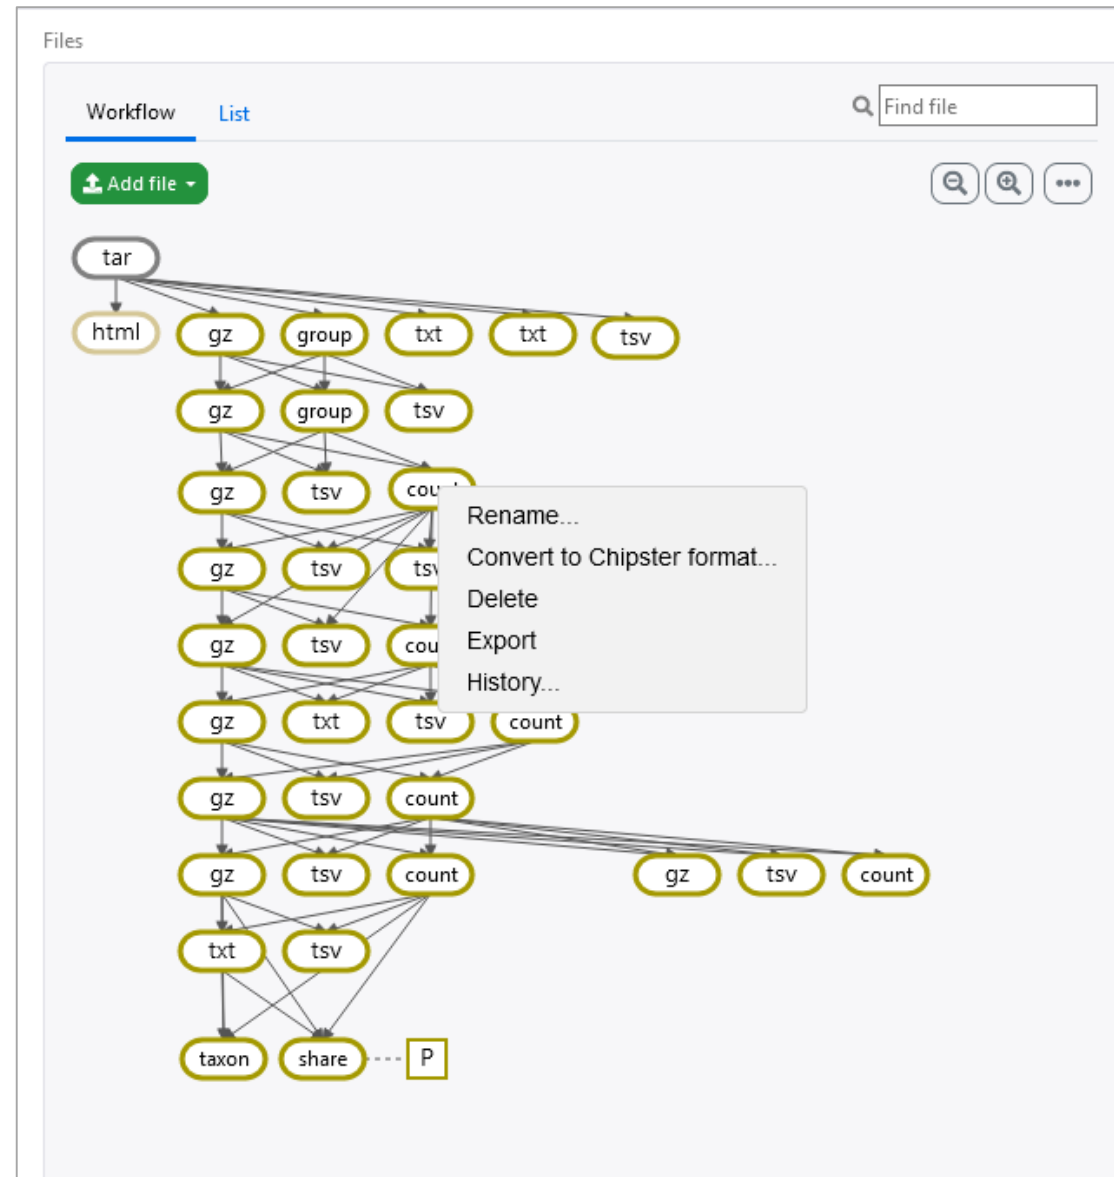 Files
Workflow List Find file
Add file
tar
html gz group txt txt tsv
gz group tsv
gz tsv
Rename...
Convert to Chipster format...
Delete
Export
History...
gz tsv
gz tsv
gz txt tsv count
gz tsv count
gz tsv count gz tsv count
txt tsv
taxon share P